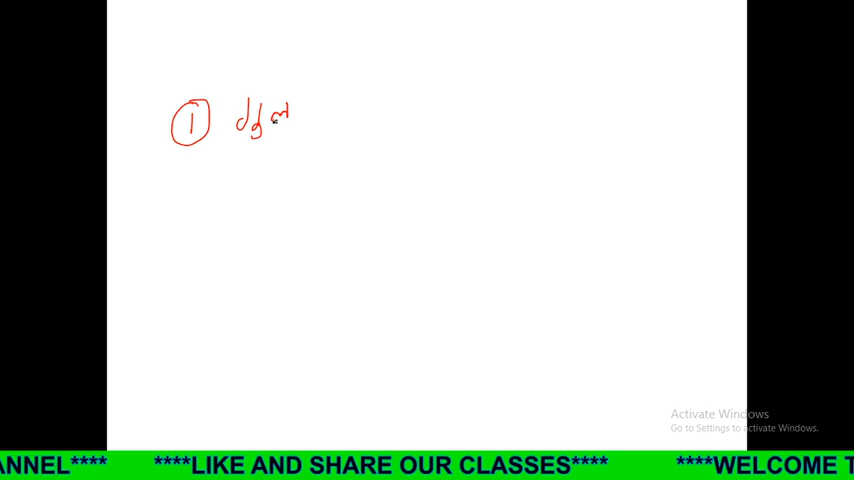 ①
Activate Windows
Go to Settings to activate Windows.
ANNEL**** ****LIKE AND SHARE OUR CLASSES**** ****WELCOME T